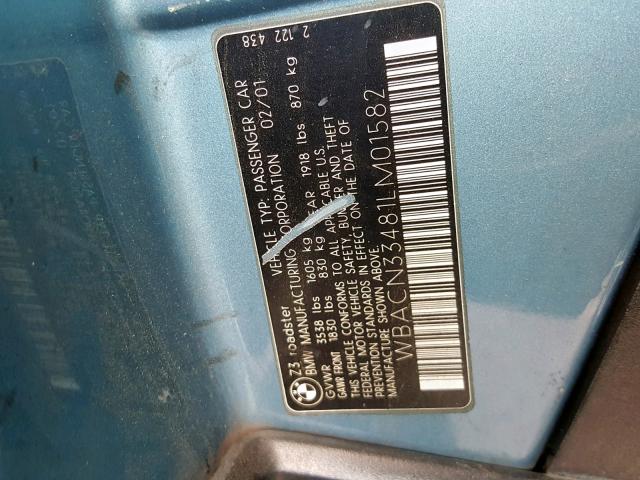 BMW
Z3 roadster VEHICLE TYP: PASSENGER CAR 2 122 438
BMW MANUFACTURING CORPORATION 02/01
GVWR 3538 lbs 1605 kg REAR 1918 lbs 870 kg
GAWR FRONT 1830 lbs 830 kg
THIS VEHICLE CONFORMS TO ALL APPLICABLE U.S.
FEDERAL MOTOR VEHICLE SAFETY, BUMPER AND THEFT
PREVENTION STANDARDS IN EFFECT ON THE DATE OF
MANUFACTURE SHOWN ABOVE.
WBACN33481LM01582